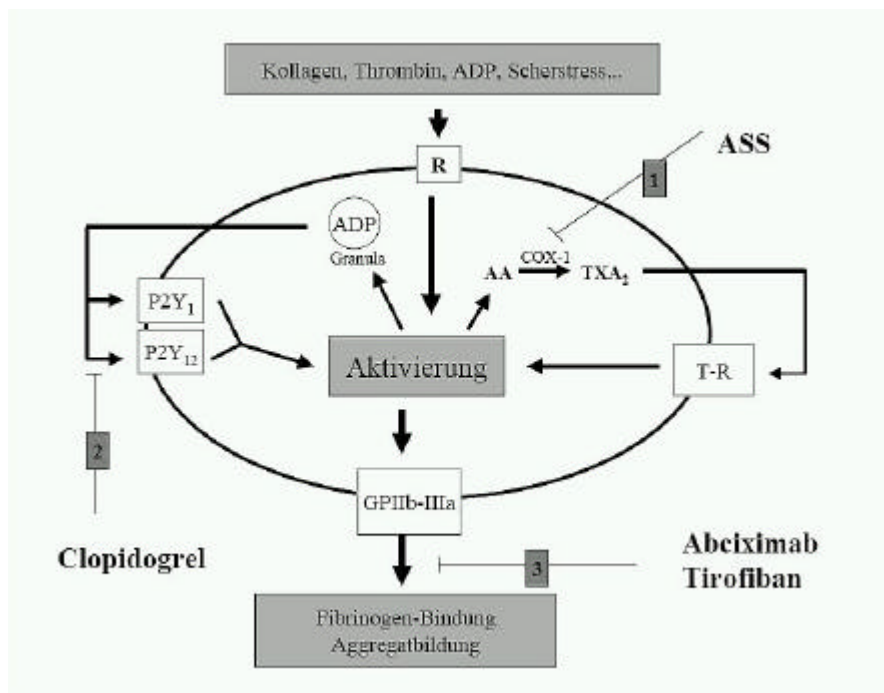 Kollagen, Thrombin, ADP, Scherstress...
R
ASS
1
ADP
Granula
COX-1
AA
TXA₂
P2Y₁
P2Y₁₂
Aktivierung
T-R
2
GPIIb-IIIa
Clopidogrel
3
Abciximab
Tirofiban
Fibrinogen-Bindung
Aggregatbildung